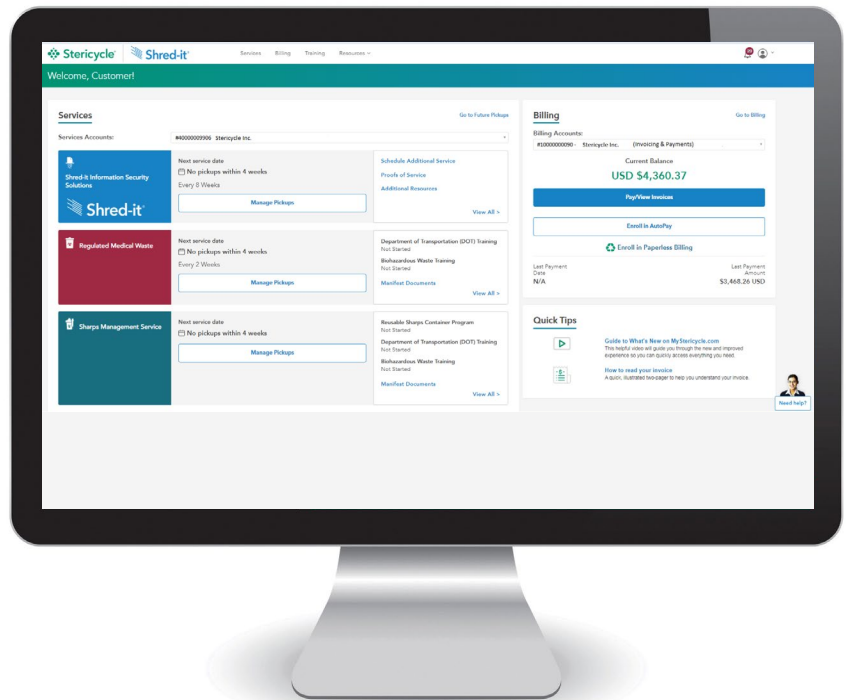 Stericycle® Shred-it® Services Billing Training Resources
Welcome, Customer!
Services
Go to Future Pickups
Services Accounts:
#40000009906 Stericycle Inc.
Shred-it Information Security
Solutions
Shred-it®
Next service date
No pickups within 4 weeks
Every 8 Weeks
Manage Pickups
Schedule Additional Service
Proofs of Service
Additional Resources
View All >
Regulated Medical Waste
Next service date
No pickups within 4 weeks
Every 2 Weeks
Manage Pickups
Department of Transportation (DOT) Training
Not Started
Biohazardous Waste Training
Not Started
Manifest Documents
View All >
Sharps Management Service
Next service date
No pickups within 4 weeks
Manage Pickups
Reusable Sharps Container Program
Not Started
Department of Transportation (DOT) Training
Not Started
Biohazardous Waste Training
Not Started
Manifest Documents
View All >
Billing
Go to Billing
Billing Accounts:
#10000000090 - Stericycle Inc. (Invoicing & Payments)
Current Balance
USD $4,360.37
Pay/View Invoices
Enroll in AutoPay
Enroll in Paperless Billing
Last Payment
Date
N/A
Last Payment
Amount
$3,468.26 USD
Quick Tips
Guide to What's New on MyStericycle.com
This helpful video will guide you through the new and improved
experience so you can quickly access everything you need.
How to read your invoice
A quick, illustrated two-pager to help you understand your invoice.
Need help?